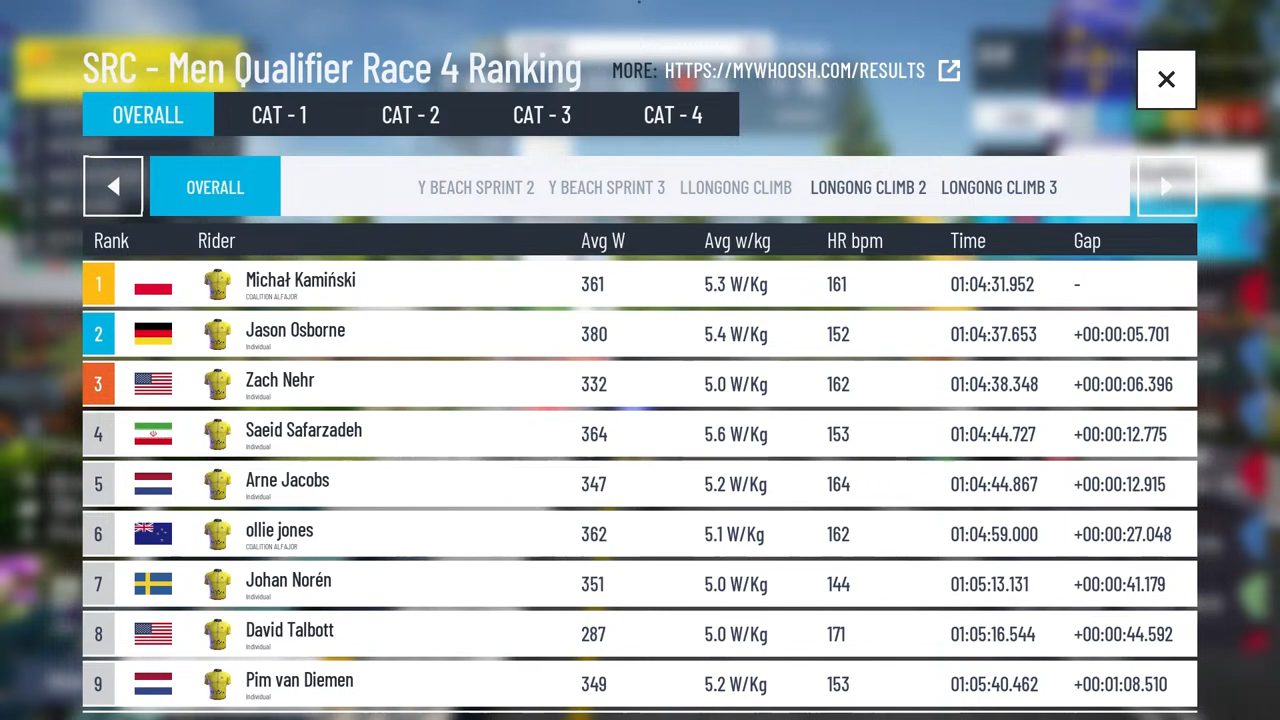 SRC - Men Qualifier Race 4 Ranking MORE: HTTPS://MYWHOOSH.COM/RESULTS
OVERALL CAT - 1 CAT - 2 CAT - 3 CAT - 4
OVERALL Y BEACH SPRINT 2 Y BEACH SPRINT 3 LLONGONG CLIMB LONGONG CLIMB 2 LONGONG CLIMB 3
Rank Rider Avg W Avg w/kg HR bpm Time Gap
1 Michał Kamiński 361 5.3 W/Kg 161 01:04:31.952 -
COALITION ALFAJOR
2 Jason Osborne 380 5.4 W/Kg 152 01:04:37.653 +00:00:05.701
Individual
3 Zach Nehr 332 5.0 W/Kg 162 01:04:38.348 +00:00:06.396
Individual
4 Saeid Safarzadeh 364 5.6 W/Kg 153 01:04:44.727 +00:00:12.775
Individual
5 Arne Jacobs 347 5.2 W/Kg 164 01:04:44.867 +00:00:12.915
Individual
6 ollie jones 362 5.1 W/Kg 162 01:04:59.000 +00:00:27.048
COALITION ALFAJOR
7 Johan Norén 351 5.0 W/Kg 144 01:05:13.131 +00:00:41.179
Individual
8 David Talbott 287 5.0 W/Kg 171 01:05:16.544 +00:00:44.592
Individual
9 Pim van Diemen 349 5.2 W/Kg 153 01:05:40.462 +00:01:08.510
Individual